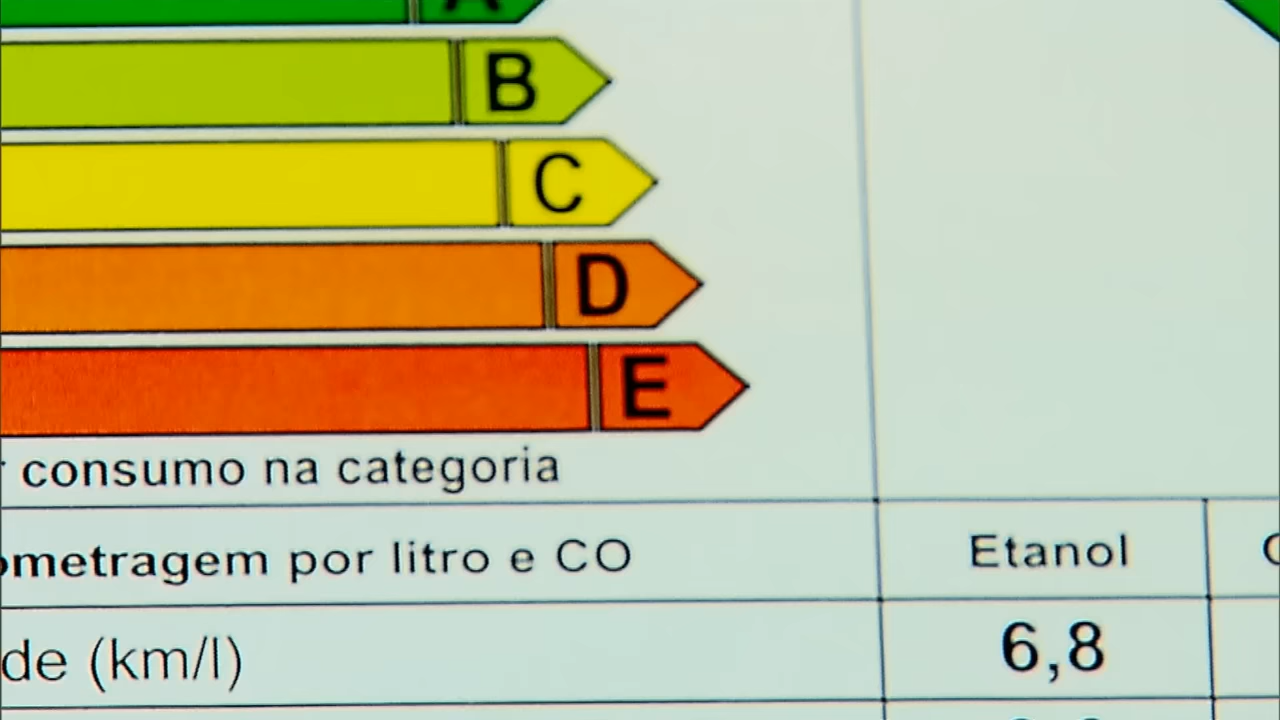 A
B
C
D
E
consumo na categoria
ometragem por litro e CO
Etanol
de (km/l)
6,8